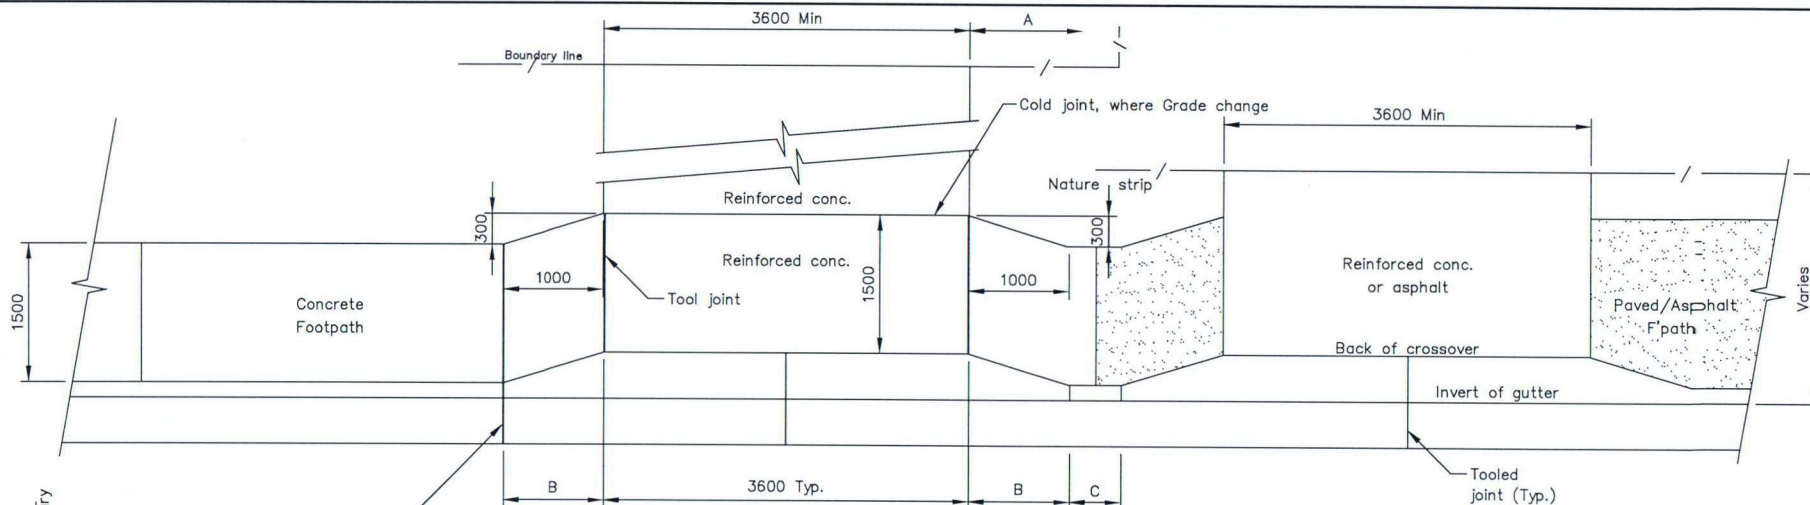 3600 Min
A
Boundary line
Cold joint, where Grade change
3600 Min
Nature strip
Reinforced conc.
300
300
Reinforced conc.
1000
1500
1000
Tool joint
1500
Concrete
Footpath
Reinforced conc.
or asphalt
Paved/Asphalt
F'path
Varies
Back of crossover
Invert of gutter
B
3600 Typ.
B
C
Tooled
joint (Typ.)